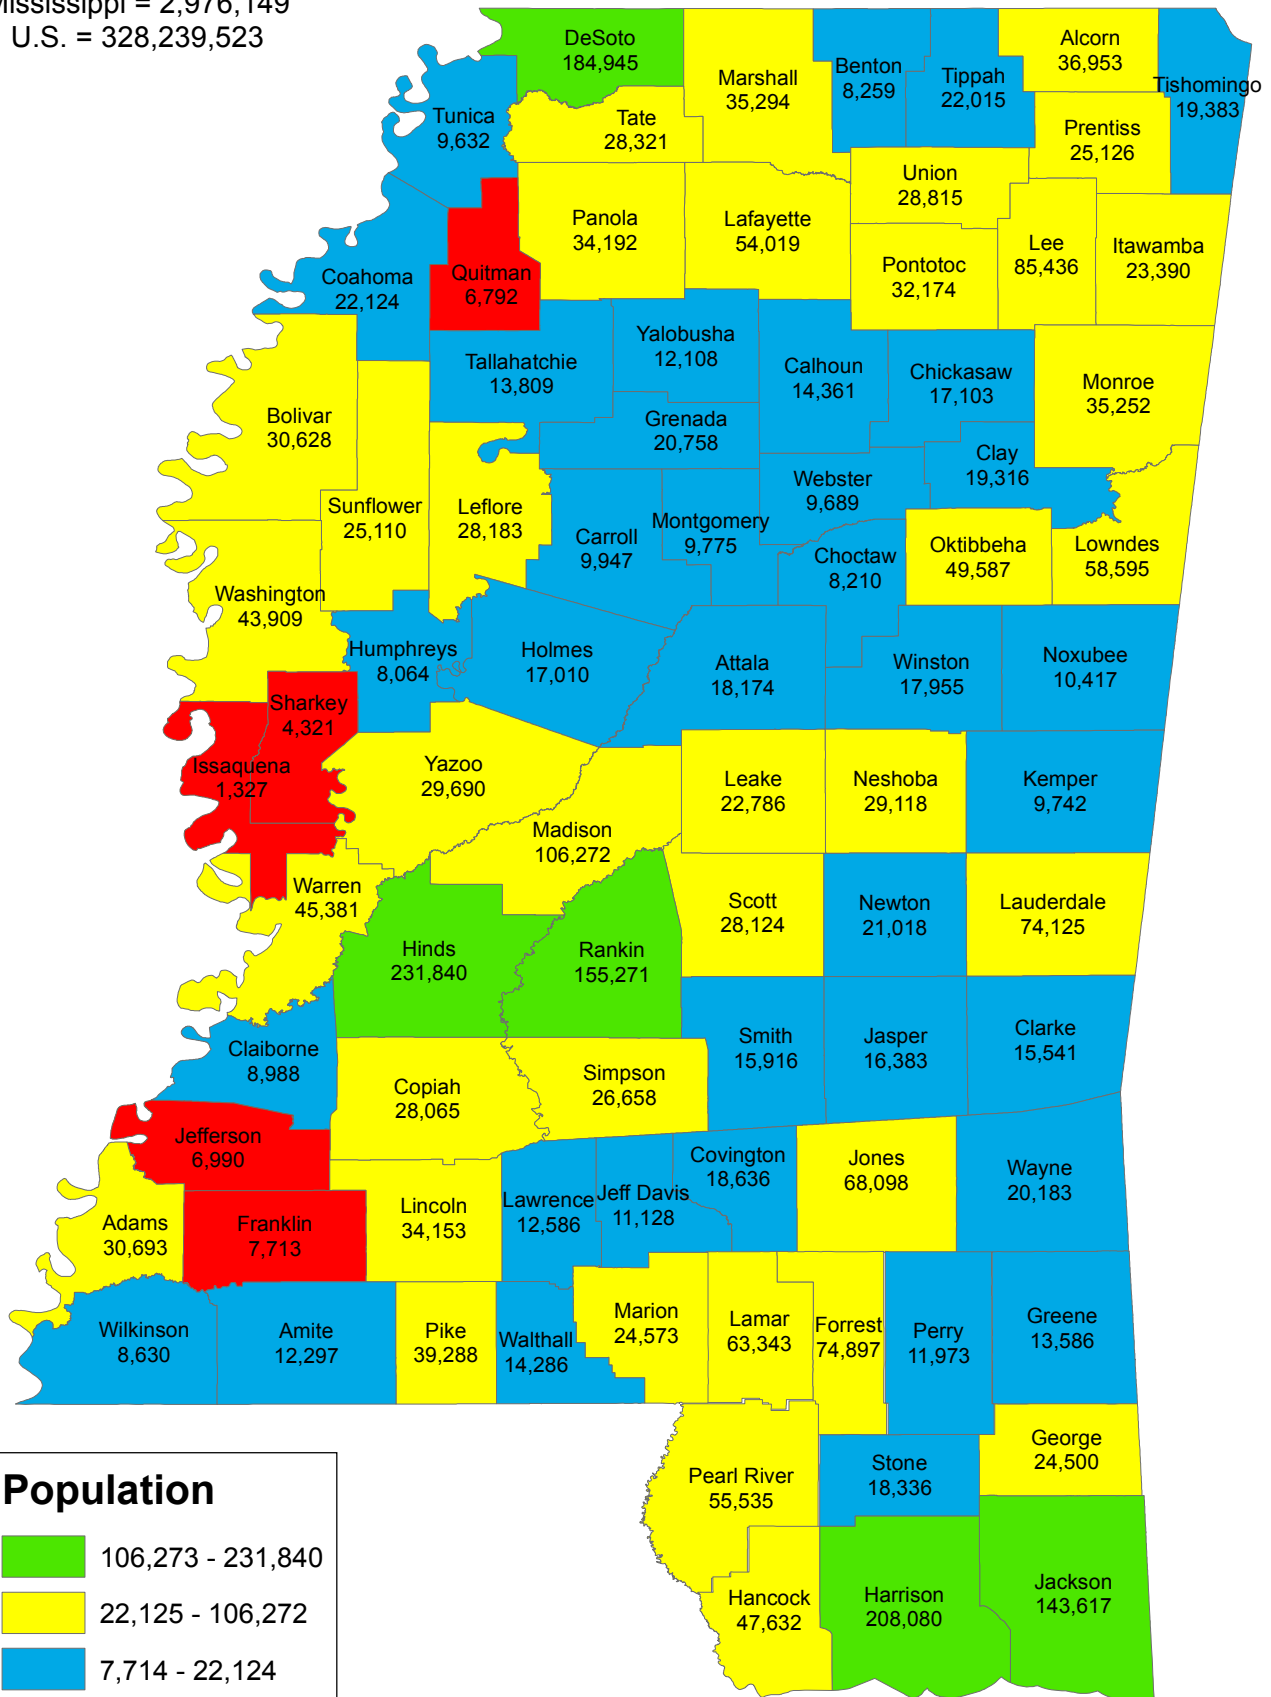 Mississippi = 2,976,149
U.S. = 328,239,523
DeSoto
184,945
Marshall
35,294
Benton
8,259
Tippah
22,015
Alcorn
36,953
Tishomingo
19,383
Tunica
9,632
Tate
28,321
Prentiss
25,126
Union
28,815
Panola
34,192
Lafayette
54,019
Pontotoc
32,174
Lee
85,436
Itawamba
23,390
Coahoma
22,124
Quitman
6,792
Tallahatchie
13,809
Yalobusha
12,108
Calhoun
14,361
Chickasaw
17,103
Monroe
35,252
Bolivar
30,628
Grenada
20,758
Clay
19,316
Sunflower
25,110
Leflore
28,183
Carroll
9,947
Montgomery
9,775
Webster
9,689
Choctaw
8,210
Oktibbeha
49,587
Lowndes
58,595
Washington
43,909
Humphreys
8,064
Holmes
17,010
Attala
18,174
Winston
17,955
Noxubee
10,417
Sharkey
4,321
Issaquena
1,327
Yazoo
29,690
Madison
106,272
Leake
22,786
Neshoba
29,118
Kemper
9,742
Warren
45,381
Hinds
231,840
Rankin
155,271
Scott
28,124
Newton
21,018
Lauderdale
74,125
Claiborne
8,988
Copiah
28,065
Simpson
26,658
Smith
15,916
Jasper
16,383
Clarke
15,541
Jefferson
6,990
Adams
30,693
Franklin
7,713
Lincoln
34,153
Lawrence
12,586
Jeff Davis
11,128
Covington
18,636
Jones
68,098
Wayne
20,183
Wilkinson
8,630
Amite
12,297
Pike
39,288
Walthall
14,286
Marion
24,573
Lamar
63,343
Forrest
74,897
Perry
11,973
Greene
13,586
Pearl River
55,535
Stone
18,336
George
24,500
Hancock
47,632
Harrison
208,080
Jackson
143,617
Population
106,273 - 231,840
22,125 - 106,272
7,714 - 22,124